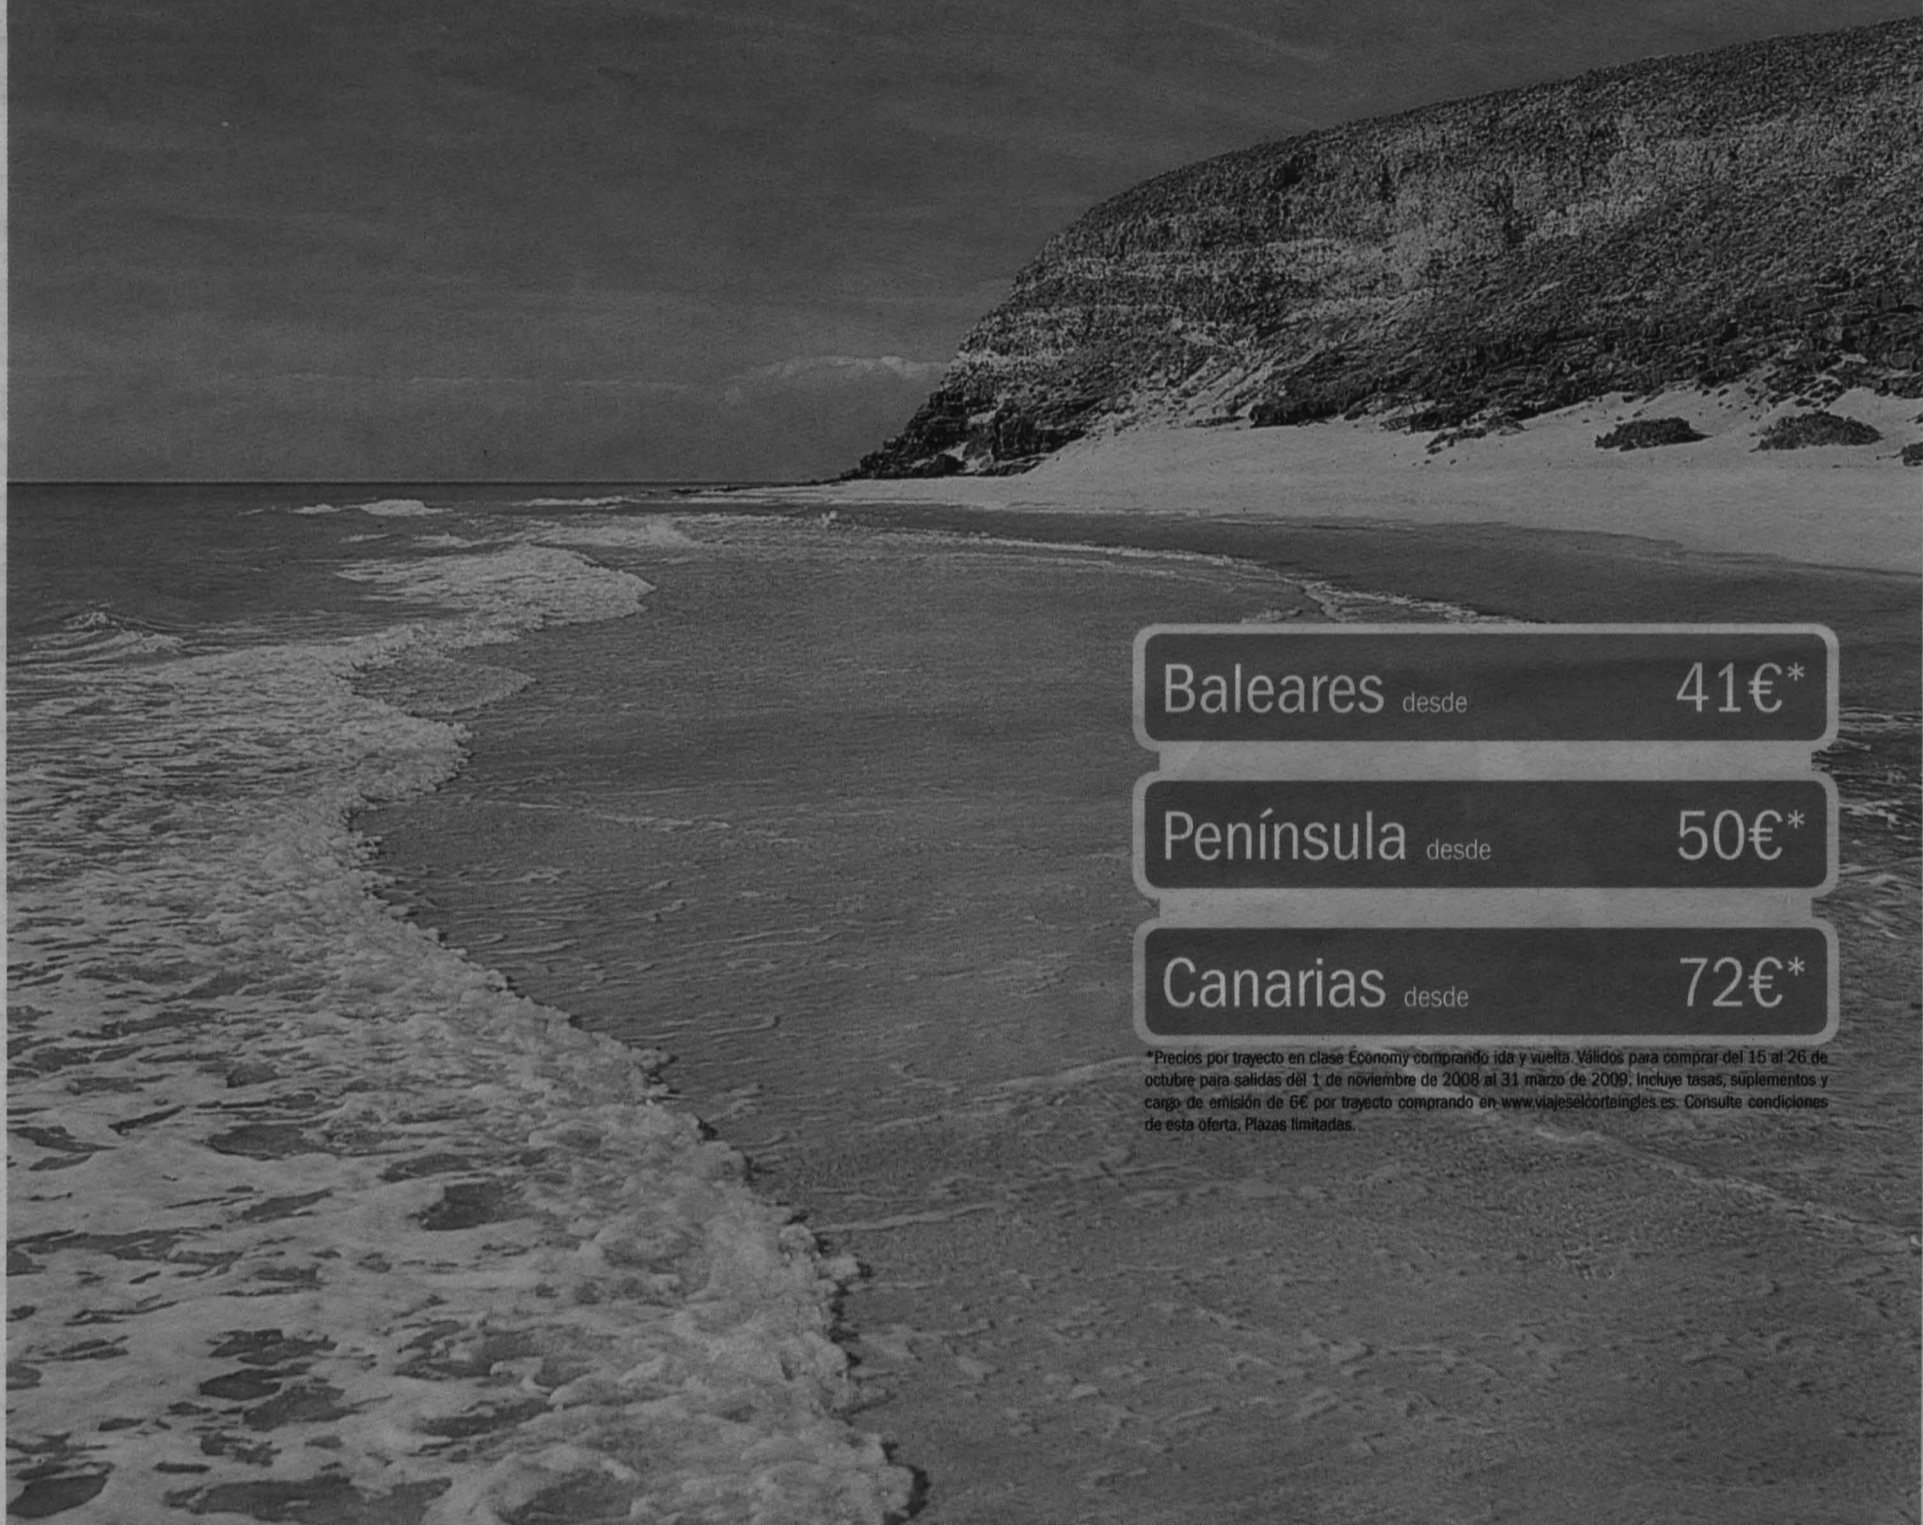 Baleares desde 41€*
Península desde 50€*
Canarias desde 72€*
*Precios por trayecto en clase Economy comprando ida y vuelta. Válidos para comprar del 15 al 26 de
octubre para salidas del 1 de noviembre de 2008 al 31 marzo de 2009. Incluye tasas, suplementos y
cargo de emisión de 6€ por trayecto comprando en www.viajeselcorteingles.es. Consulte condiciones
de esta oferta. Plazas limitadas.